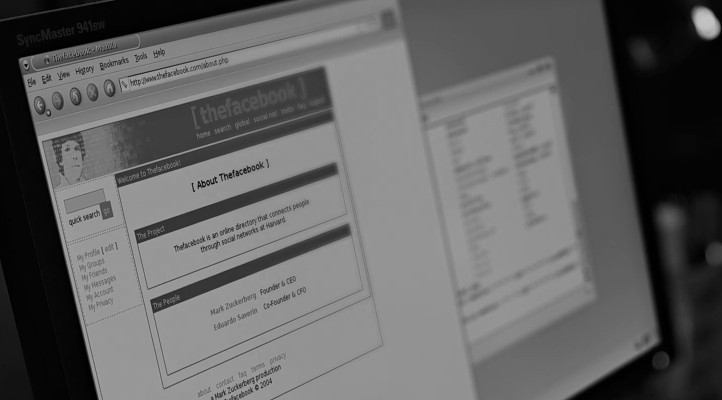 SyncMaster 941BW
Thefacebook - Mozilla
File Edit View History Bookmarks Tools Help
http://www.thefacebook.com/about.php
[ thefacebook ]
home search global social net invite faq logout
Welcome to Thefacebook!
[ About Thefacebook ]
quick search go
The Project
Thefacebook is an online directory that connects people
through social networks at Harvard.
My Profile [ edit ]
My Groups
My Friends
My Messages
My Account
My Privacy
The People
Mark Zuckerberg Founder & CEO
Eduardo Saverin Co-Founder & CFO
about contact faq terms privacy
a Mark Zuckerberg production
Thefacebook © 2004